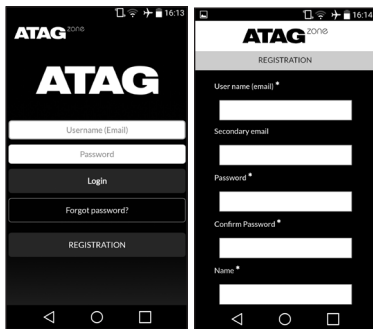 16:13
ATAG zone
ATAG
Username (Email)
Password
Login
Forgot password?
REGISTRATION
16:14
ATAG zone
REGISTRATION
User name (email) *
Secondary email
Password *
Confirm Password *
Name *